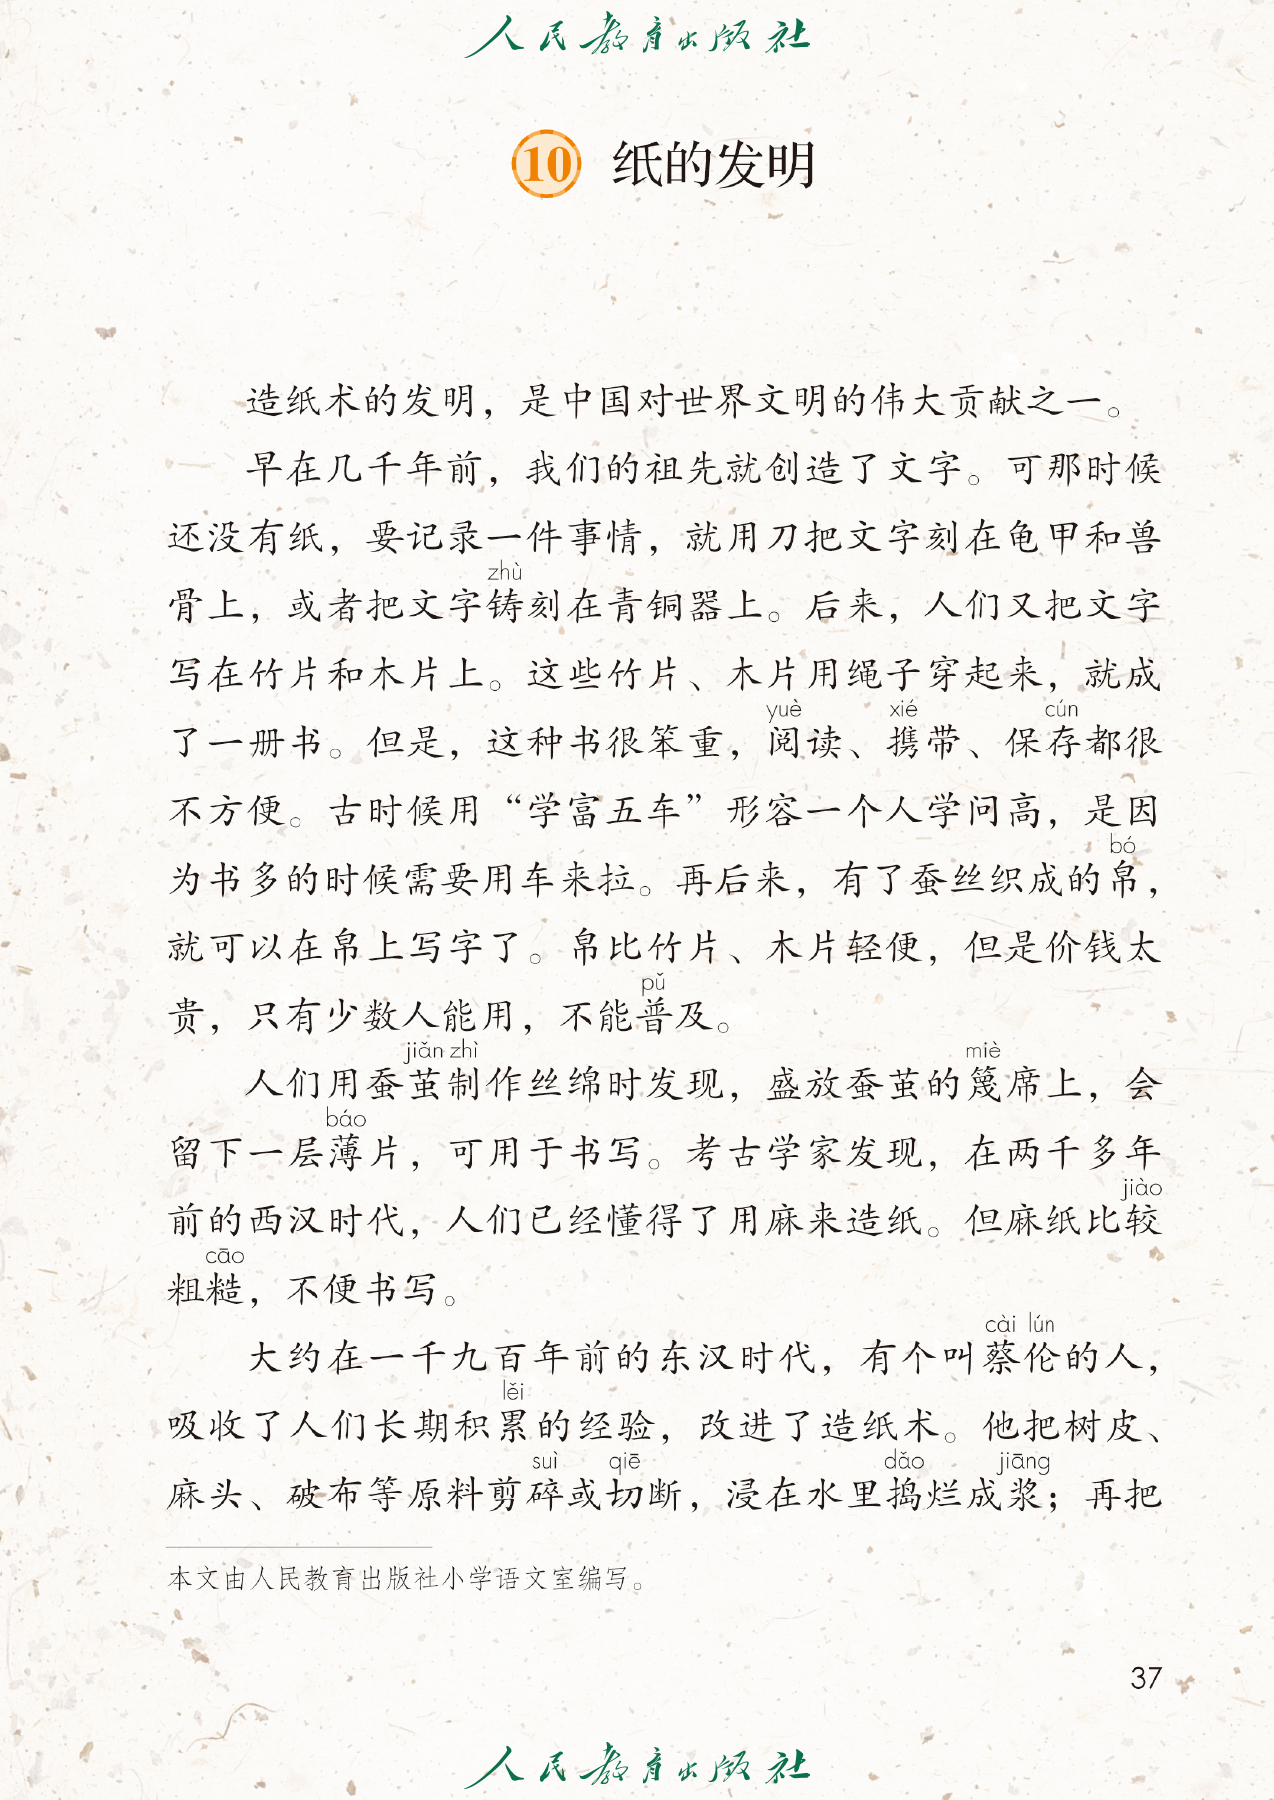 人民教育出版社
10 纸的发明
造纸术的发明，是中国对世界文明的伟大贡献之一。
早在几千年前，我们的祖先就创造了文字。可那时候
还没有纸，要记录一件事情，就用刀把文字刻在龟甲和兽
zhù
骨上，或者把文字铸刻在青铜器上。后来，人们又把文字
写在竹片和木片上。这些竹片、木片用绳子穿起来，就成
yuè xié cún
了一册书。但是，这种书很笨重，阅读、携带、保存都很
不方便。古时候用“学富五车”形容一个人学问高，是因
bó
为书多的时候需要用车来拉。再后来，有了蚕丝织成的帛，
就可以在帛上写字了。帛比竹片、木片轻便，但是价钱太
pǔ
贵，只有少数人能用，不能普及。
jiǎn zhì miè
人们用蚕茧制作丝绵时发现，盛放蚕茧的篾席上，会
báo
留下一层薄片，可用于书写。考古学家发现，在两千多年
jiào
前的西汉时代，人们已经懂得了用麻来造纸。但麻纸比较
cāo
粗糙，不便书写。
cài lún
大约在一千九百年前的东汉时代，有个叫蔡伦的人，
lěi
吸收了人们长期积累的经验，改进了造纸术。他把树皮、
suì qiē dǎo jiāng
麻头、破布等原料剪碎或切断，浸在水里捣烂成浆；再把
本文由人民教育出版社小学语文室编写。
37
人民教育出版社